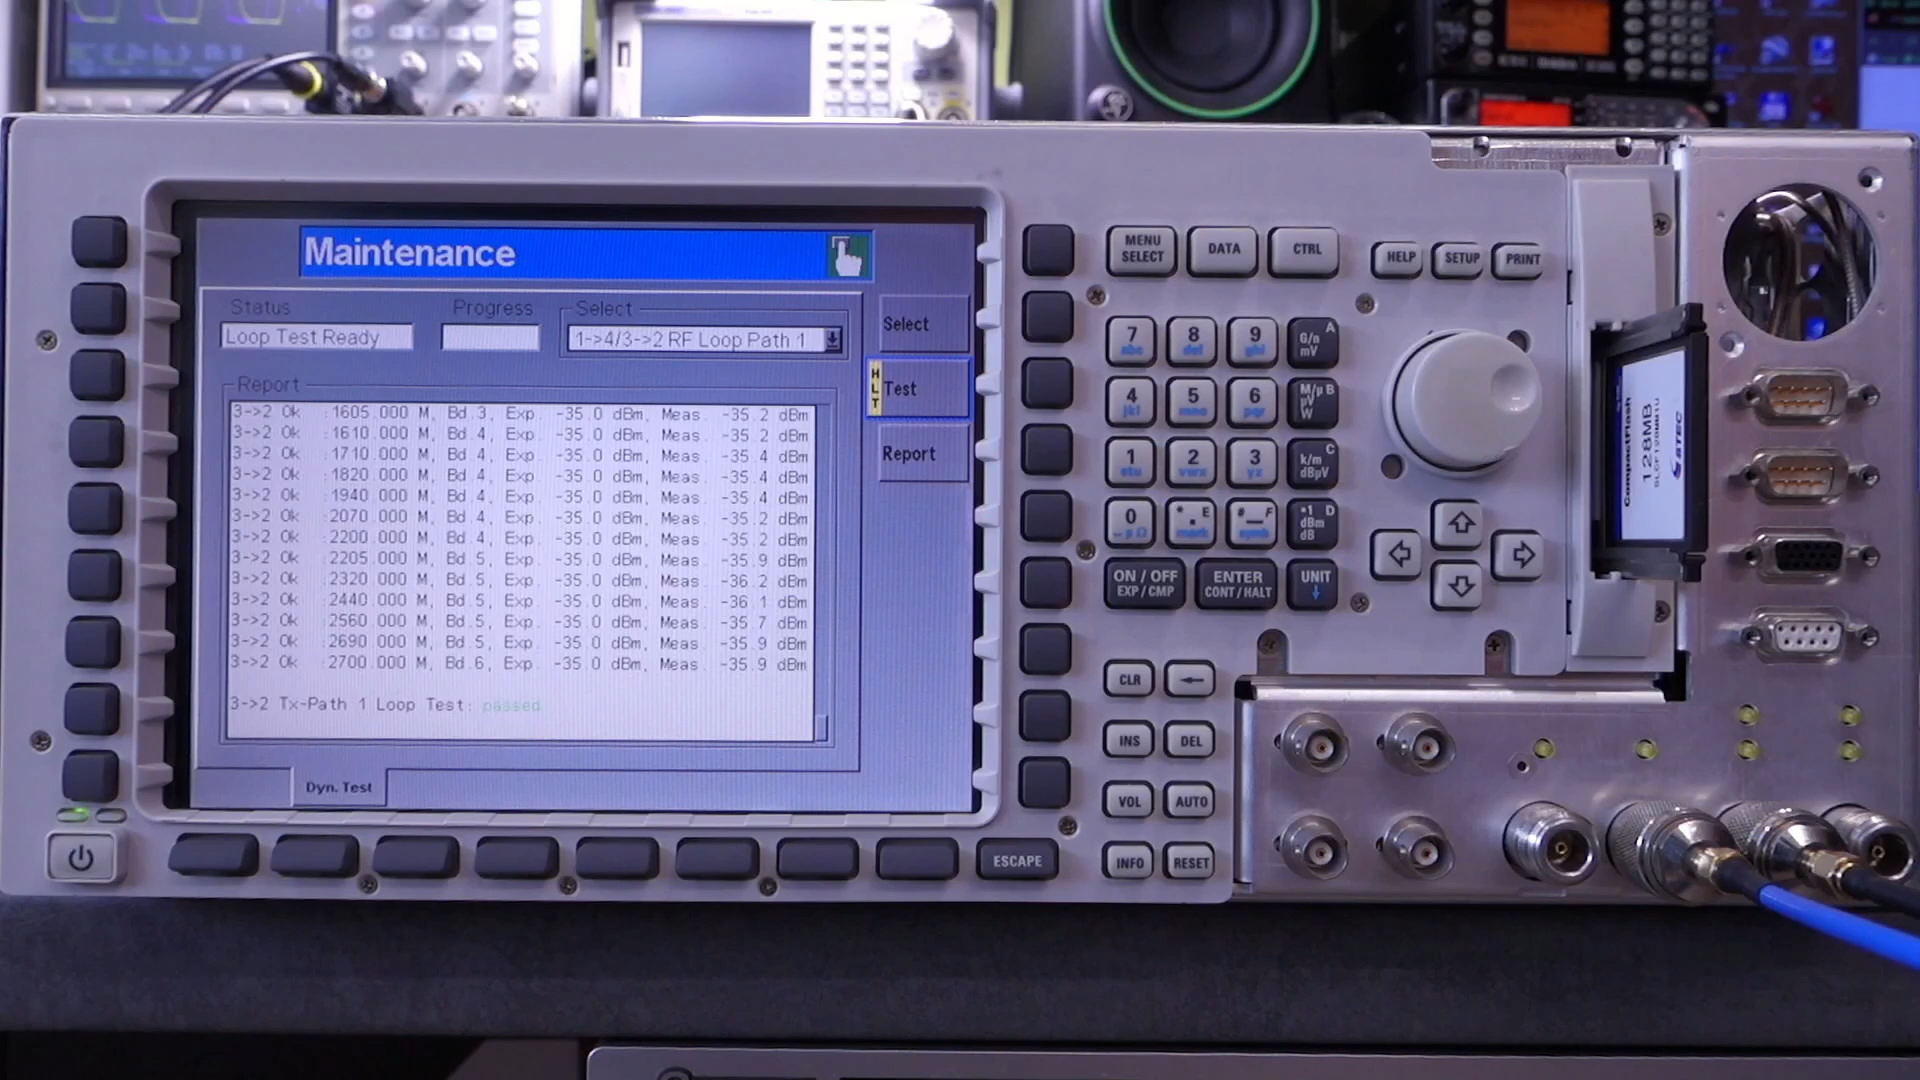 Maintenance
Status
Progress
Select
Loop Test Ready
1->4/3->2 RF Loop Path 1
Select
H
L
T
Test
Report
Report
3->2 Ok :1605.000 M, Bd.3, Exp. -35.0 dBm, Meas. -35.2 dBm
3->2 Ok :1610.000 M, Bd.4, Exp. -35.0 dBm, Meas. -35.2 dBm
3->2 Ok :1710.000 M, Bd.4, Exp. -35.0 dBm, Meas. -35.4 dBm
3->2 Ok :1820.000 M, Bd.4, Exp. -35.0 dBm, Meas. -35.4 dBm
3->2 Ok :1940.000 M, Bd.4, Exp. -35.0 dBm, Meas. -35.4 dBm
3->2 Ok :2070.000 M, Bd.4, Exp. -35.0 dBm, Meas. -35.2 dBm
3->2 Ok :2200.000 M, Bd.4, Exp. -35.0 dBm, Meas. -35.2 dBm
3->2 Ok :2205.000 M, Bd.5, Exp. -35.0 dBm, Meas. -35.9 dBm
3->2 Ok :2320.000 M, Bd.5, Exp. -35.0 dBm, Meas. -36.2 dBm
3->2 Ok :2440.000 M, Bd.5, Exp. -35.0 dBm, Meas. -36.1 dBm
3->2 Ok :2560.000 M, Bd.5, Exp. -35.0 dBm, Meas. -35.7 dBm
3->2 Ok :2690.000 M, Bd.5, Exp. -35.0 dBm, Meas. -35.9 dBm
3->2 Ok :2700.000 M, Bd.6, Exp. -35.0 dBm, Meas. -35.9 dBm
3->2 Tx-Path 1 Loop Test: passed
Dyn. Test
MENU
SELECT
DATA
CTRL
HELP
SETUP
PRINT
7
abc
8
def
9
ghi
A
G/n
mV
4
jkl
5
mno
6
pqr
M/µ B
µV
W
1
stu
2
vwx
3
yz
k/m C
dBµV
0
_ µ Ω
* . E
mark
# — F
symb
•1 D
dBm
dB
ON / OFF
EXP / CMP
ENTER
CONT / HALT
UNIT
CLR
INS
DEL
VOL
AUTO
INFO
RESET
ESCAPE
CompactFlash
128MB
STEC